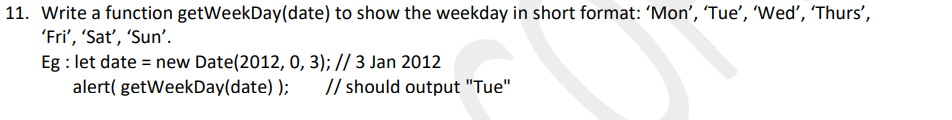 11. Write a function getWeekDay(date) to show the weekday in short format: ‘Mon’, ‘Tue’, ‘Wed’, ‘Thurs’,
‘Fri’, ‘Sat’, ‘Sun’.
Eg : let date = new Date(2012, 0, 3); // 3 Jan 2012
alert( getWeekDay(date) ); // should output "Tue"